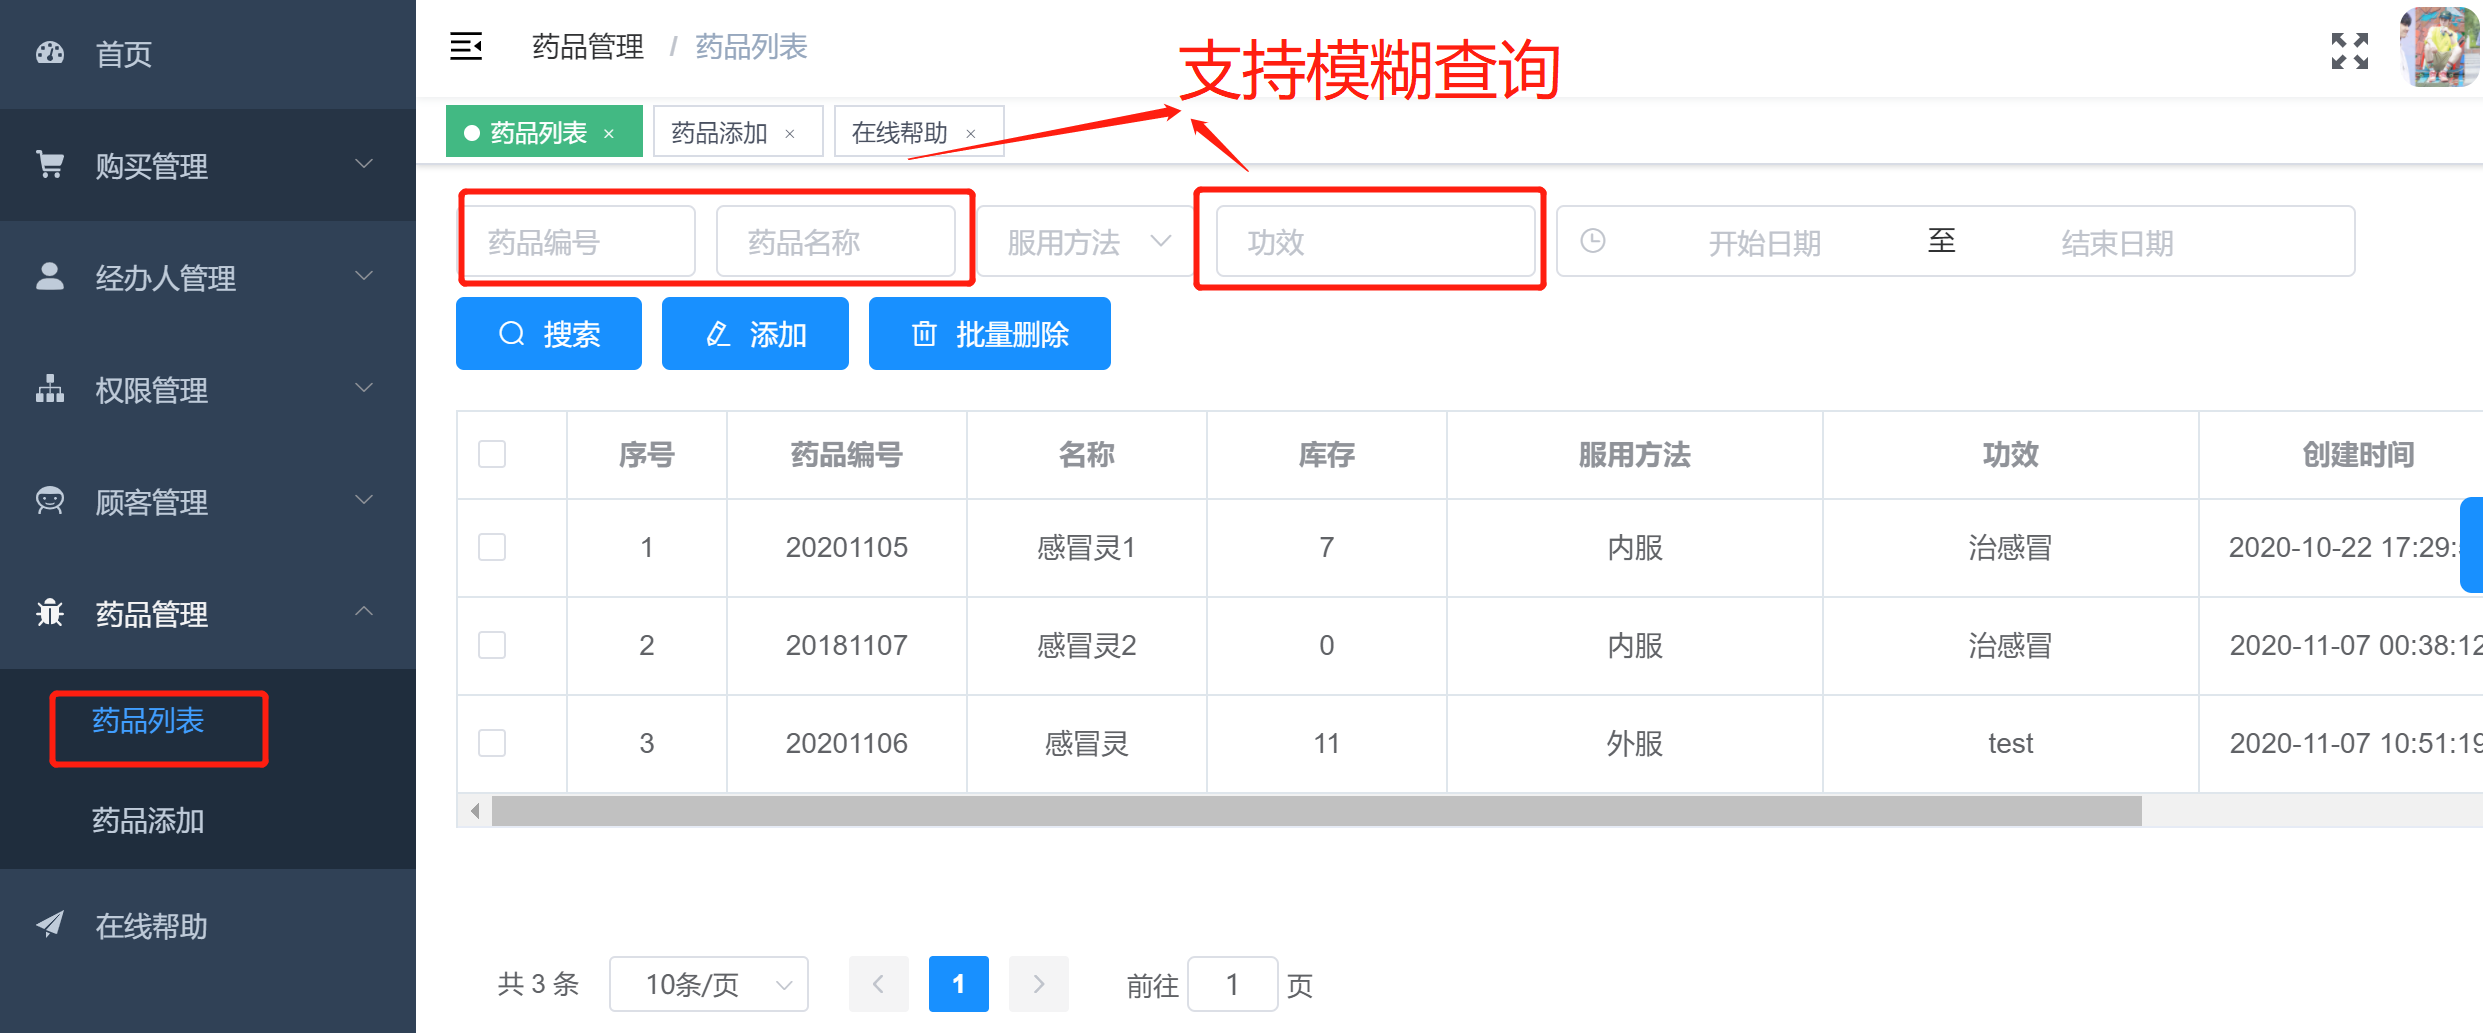 首页
购买管理
经办人管理
权限管理
顾客管理
药品管理
药品列表
药品添加
在线帮助
药品管理 / 药品列表
支持模糊查询
药品列表 × 药品添加 × 在线帮助 ×
药品编号 药品名称 服用方法 功效 开始日期 至 结束日期
搜索 添加 批量删除
序号 药品编号 名称 库存 服用方法 功效 创建时间
1 20201105 感冒灵1 7 内服 治感冒 2020-10-22 17:29:
2 20181107 感冒灵2 0 内服 治感冒 2020-11-07 00:38:12
3 20201106 感冒灵 11 外服 test 2020-11-07 10:51:19
共 3 条 10条/页 1 前往 1 页